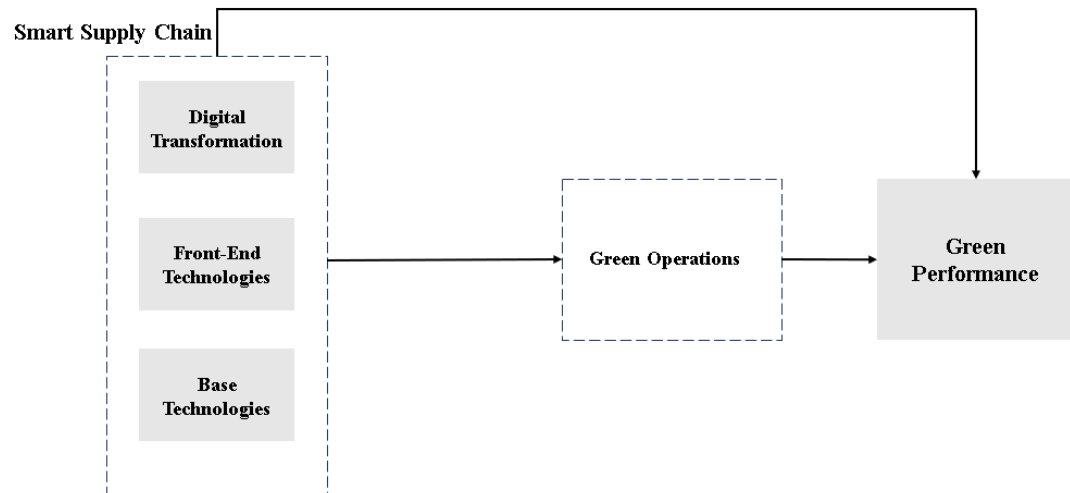 Smart Supply Chain
Digital
Transformation
Front-End
Technologies
Base
Technologies
Green Operations
Green
Performance